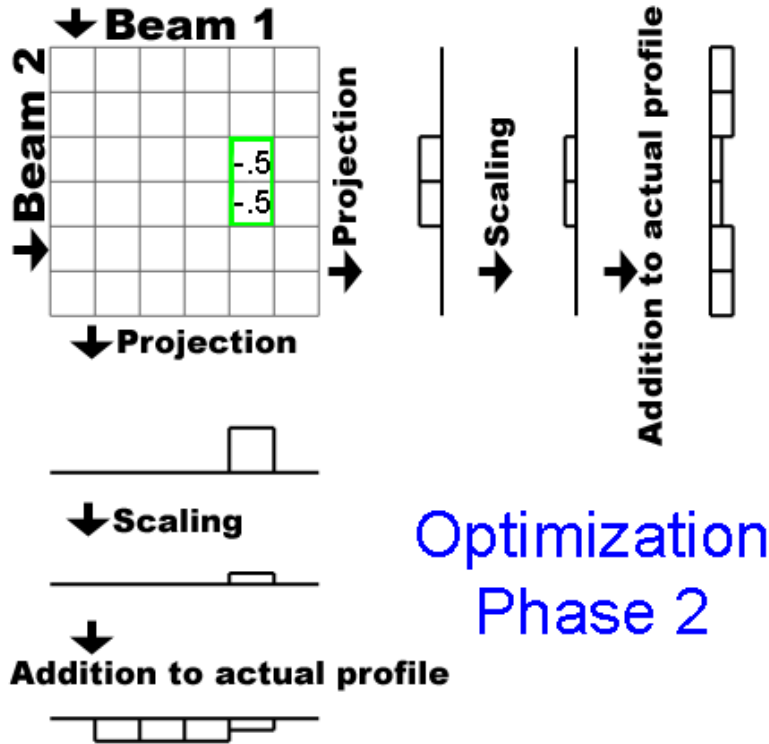 Beam 1
Beam 2
-.5
-.5
Projection
Scaling
Addition to actual profile
Projection
Scaling
Addition to actual profile
Optimization
Phase 2